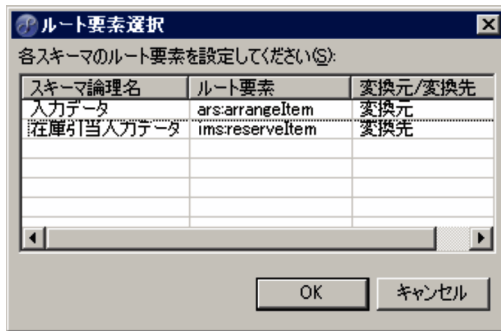 ルート要素選択
各スキーマのルート要素を設定してください(S):
スキーマ論理名 ルート要素 変換元/変換先
入力データ ars:arrangeItem 変換元
在庫引当入力データ ims:reserveItem 変換先
OK キャンセル